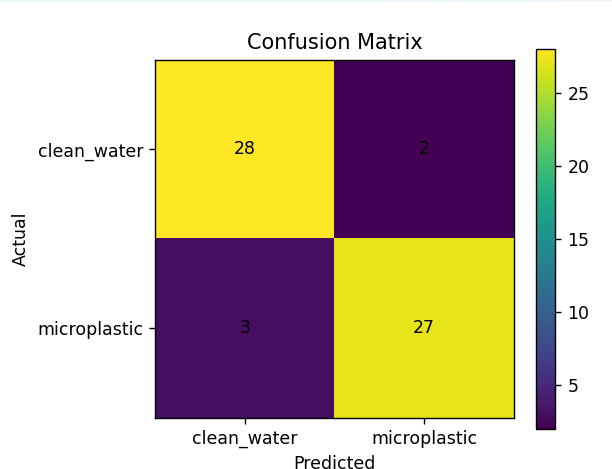 Confusion Matrix
clean_water
28
2
microplastic
3
27
Actual
clean_water
microplastic
Predicted
25
20
15
10
5